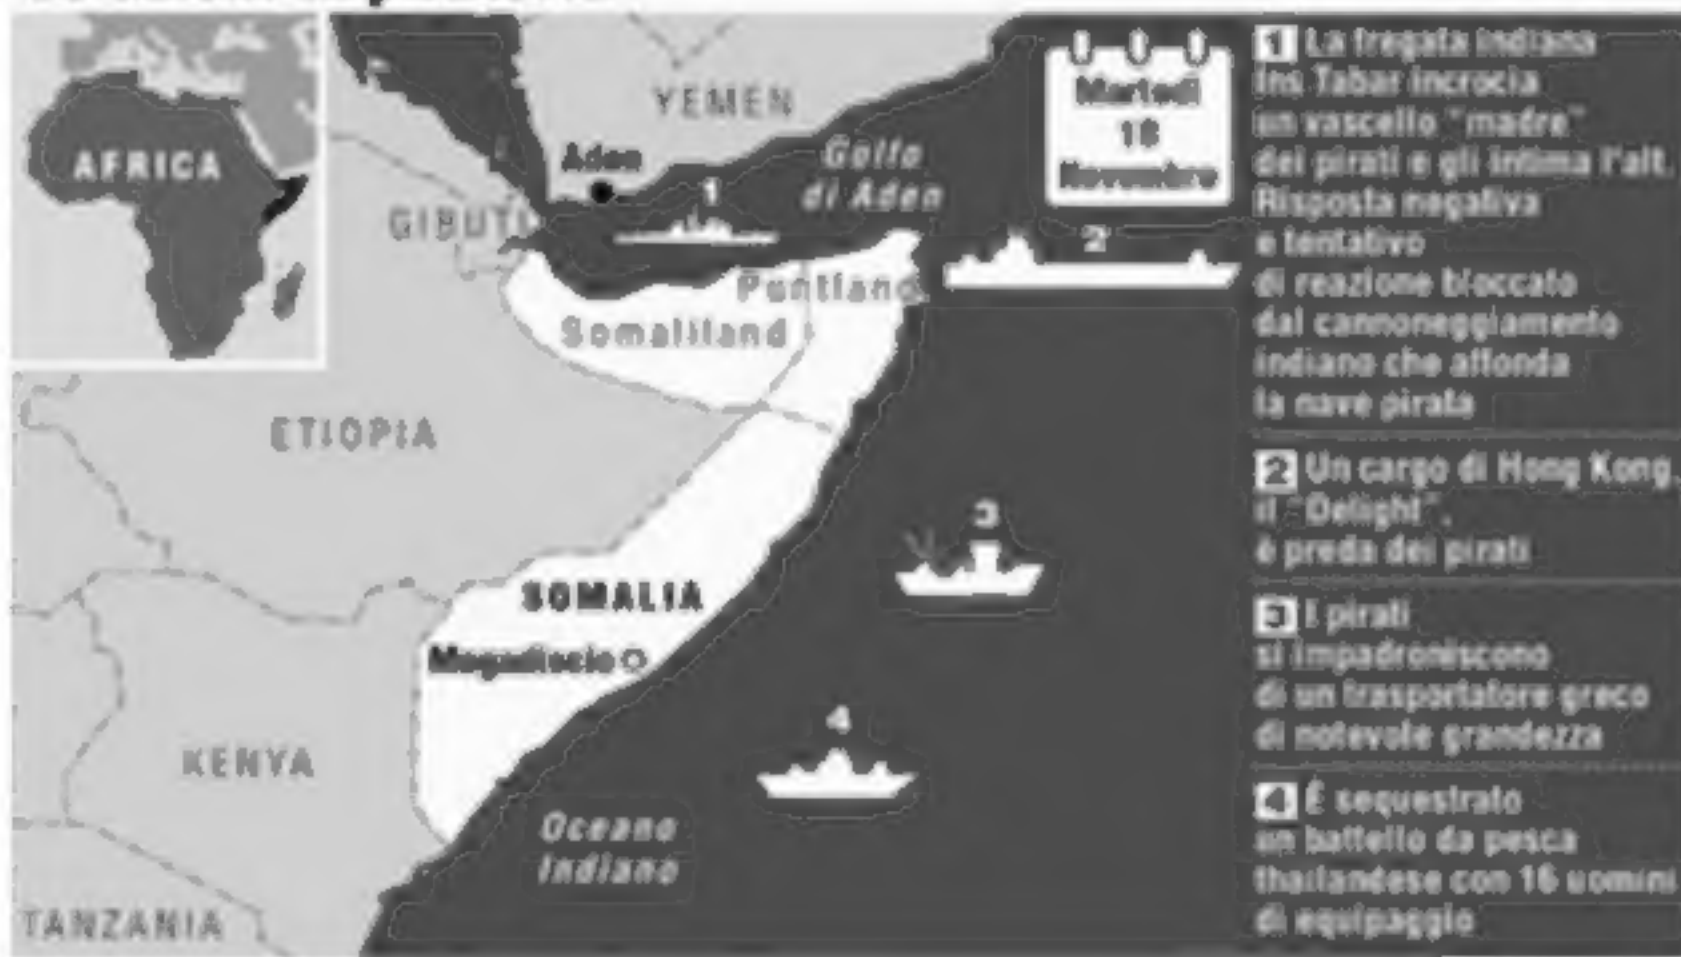 AFRICA
YEMEN
Aden
Golfo
di Aden
GIBUTI
1
2
Puntland
Somaliland
ETIOPIA
3
SOMALIA
Mogadiscio
4
KENYA
Oceano
Indiano
TANZANIA
Martedì
18
Novembre
1 La fregata indiana
Ins Tabar incrocia
un vascello "madre"
dei pirati e gli intima l'alt.
Risposta negativa
e tentativo
di reazione bloccato
dal cannoneggiamento
indiano che affonda
la nave pirata
2 Un cargo di Hong Kong,
il "Delight",
è preda dei pirati
3 I pirati
si impadroniscono
di un trasportatore greco
di notevole grandezza
4 È sequestrato
un battello da pesca
thailandese con 16 uomini
di equipaggio